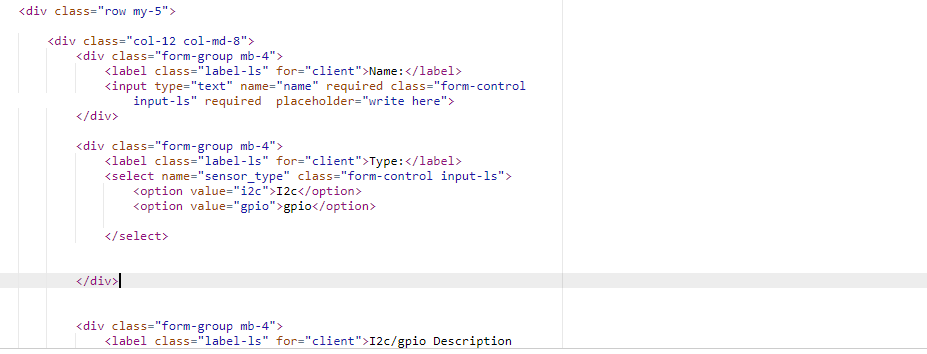 <div class="row my-5">
<div class="col-12 col-md-8">
<div class="form-group mb-4">
<label class="label-ls" for="client">Name:</label>
<input type="text" name="name" required class="form-control
input-ls" required  placeholder="write here">
</div>
<div class="form-group mb-4">
<label class="label-ls" for="client">Type:</label>
<select name="sensor_type" class="form-control input-ls">
<option value="i2c">I2c</option>
<option value="gpio">gpio</option>
</select>
</div>
<div class="form-group mb-4">
<label class="label-ls" for="client">I2c/gpio Description